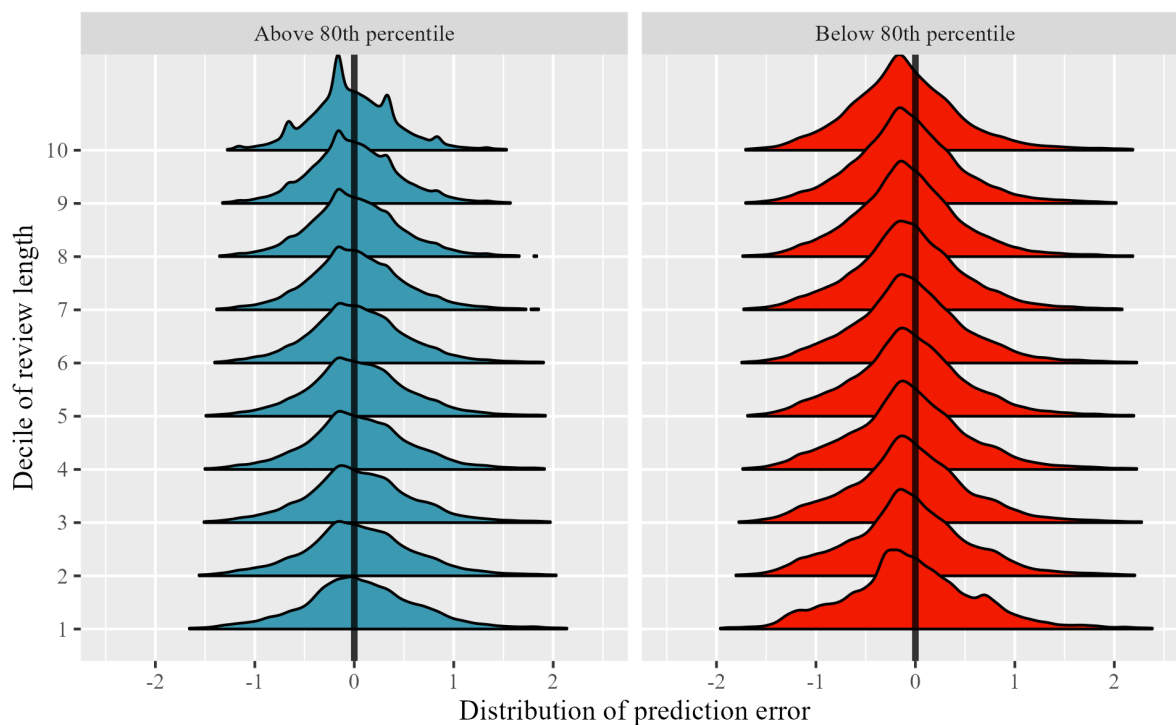 Above 80th percentile
Below 80th percentile
Decile of review length
10
9
8
7
6
5
4
3
2
1
-2 -1 0 1 2
-2 -1 0 1 2
Distribution of prediction error